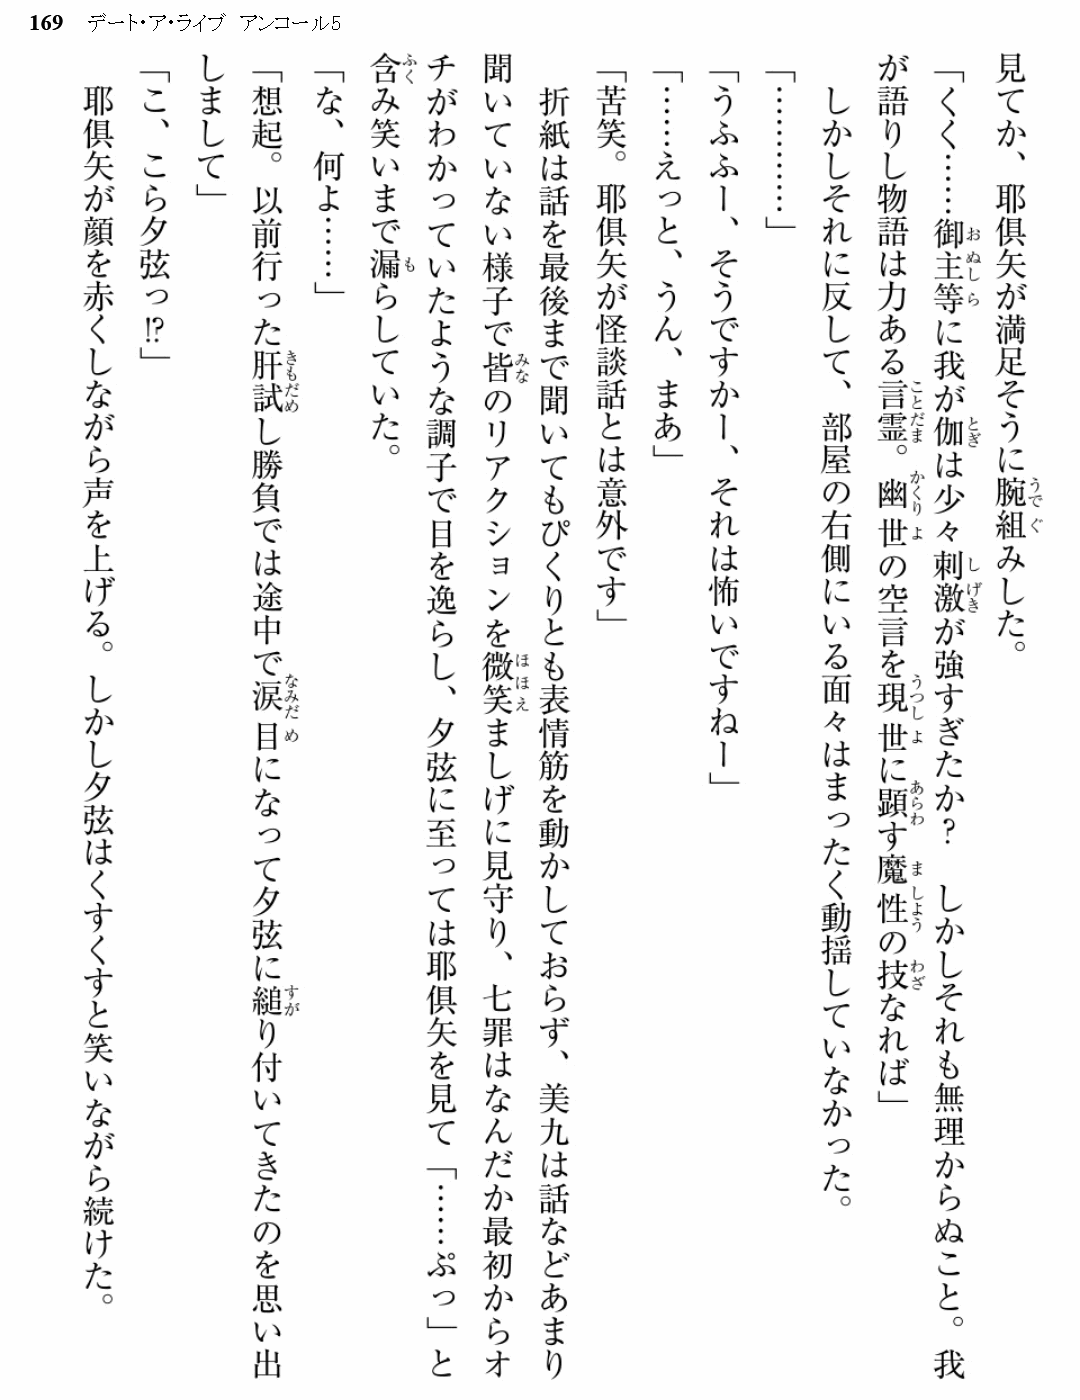 169 デート・ア・ライブ アンコール5
見てか、耶倶矢が満足そうに腕組みした。
「くく……御主等に我が伽は少々刺激が強すぎたか？　しかしそれも無理からぬこと。我
が語りし物語は力ある言霊。幽世の空言を現世に顕す魔性の技なれば」
　しかしそれに反して、部屋の右側にいる面々はまったく動揺していなかった。
「…………」
「うふふー、そうですかー、それは怖いですねー」
「……えっと、うん、まあ」
「苦笑。耶倶矢が怪談話とは意外です」
　折紙は話を最後まで聞いてもぴくりとも表情筋を動かしておらず、美九は話などあまり
聞いていない様子で皆のリアクションを微笑ましげに見守り、七罪はなんだか最初からオ
チがわかっていたような調子で目を逸らし、夕弦に至っては耶倶矢を見て「……ぷっ」と
含み笑いまで漏らしていた。
「な、何よ……」
「想起。以前行った肝試し勝負では途中で涙目になって夕弦に縋り付いてきたのを思い出
しまして」
「こ、こら夕弦っ!?」
　耶倶矢が顔を赤くしながら声を上げる。しかし夕弦はくすくすと笑いながら続けた。